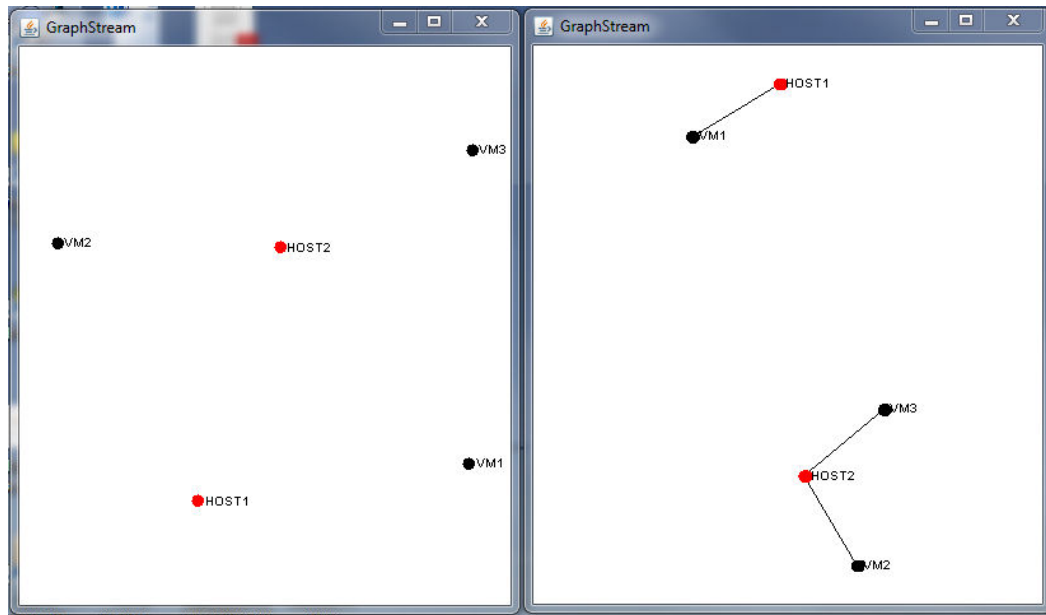 GraphStream
VM3
VM2
HOST2
VM1
HOST1
GraphStream
HOST1
VM1
VM3
HOST2
VM2